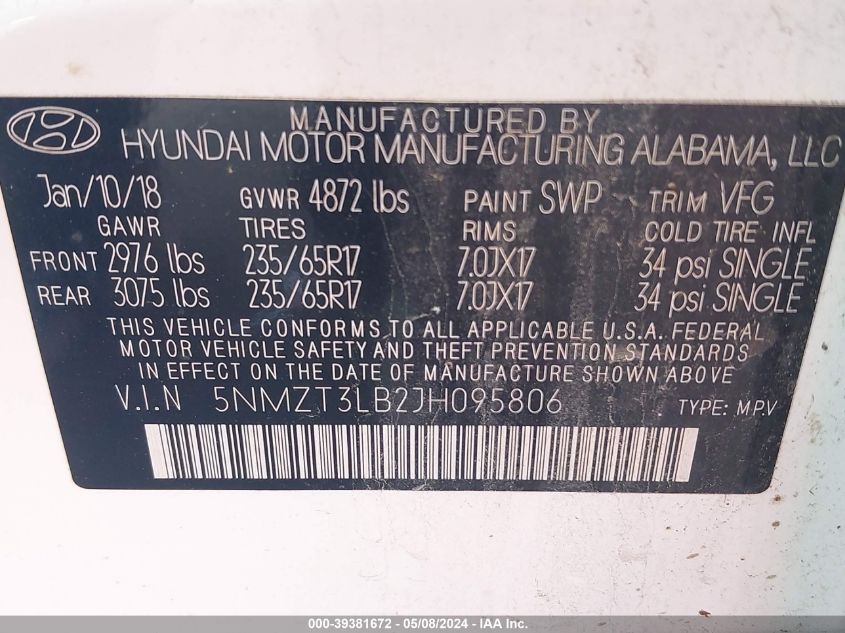 MANUFACTURED BY
HYUNDAI MOTOR MANUFACTURING ALABAMA, LLC
Jan/10/18 GVWR 4872 lbs PAINT SWP TRIM VFG
GAWR TIRES RIMS COLD TIRE INFL
FRONT 2976 lbs 235/65R17 7.0JX17 34 psi SINGLE
REAR 3075 lbs 235/65R17 7.0JX17 34 psi SINGLE
THIS VEHICLE CONFORMS TO ALL APPLICABLE U.S.A. FEDERAL
MOTOR VEHICLE SAFETY AND THEFT PREVENTION STANDARDS
IN EFFECT ON THE DATE OF MANUFACTURE SHOWN ABOVE
V.I.N 5NMZT3LB2JH095806 TYPE: M.P.V
000-39381672 - 05/08/2024 - IAA Inc.